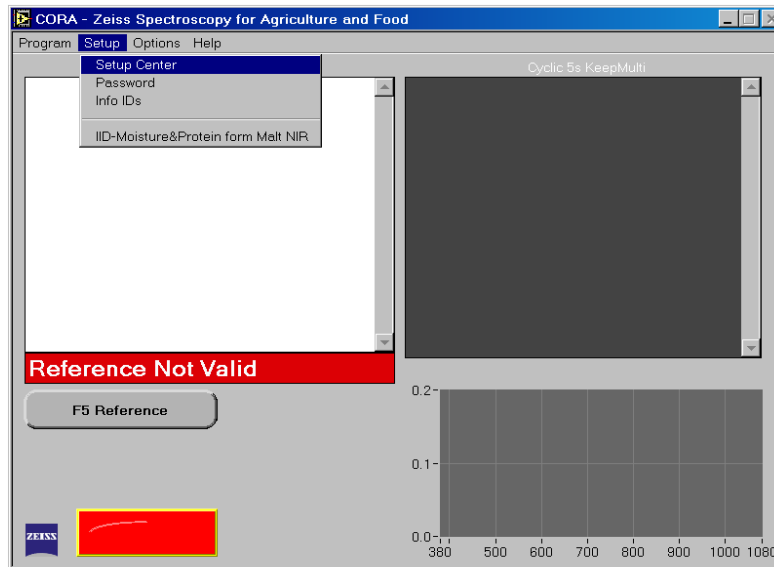 CORA - Zeiss Spectroscopy for Agriculture and Food
Program Setup Options Help
Setup Center
Password
Info IDs
IID-Moisture&Protein form Malt NIR
Cyclic 5s KeepMulti
Reference Not Valid
F5 Reference
ZEISS
0.2
0.1
0.0
380 500 600 700 800 900 1000 1080